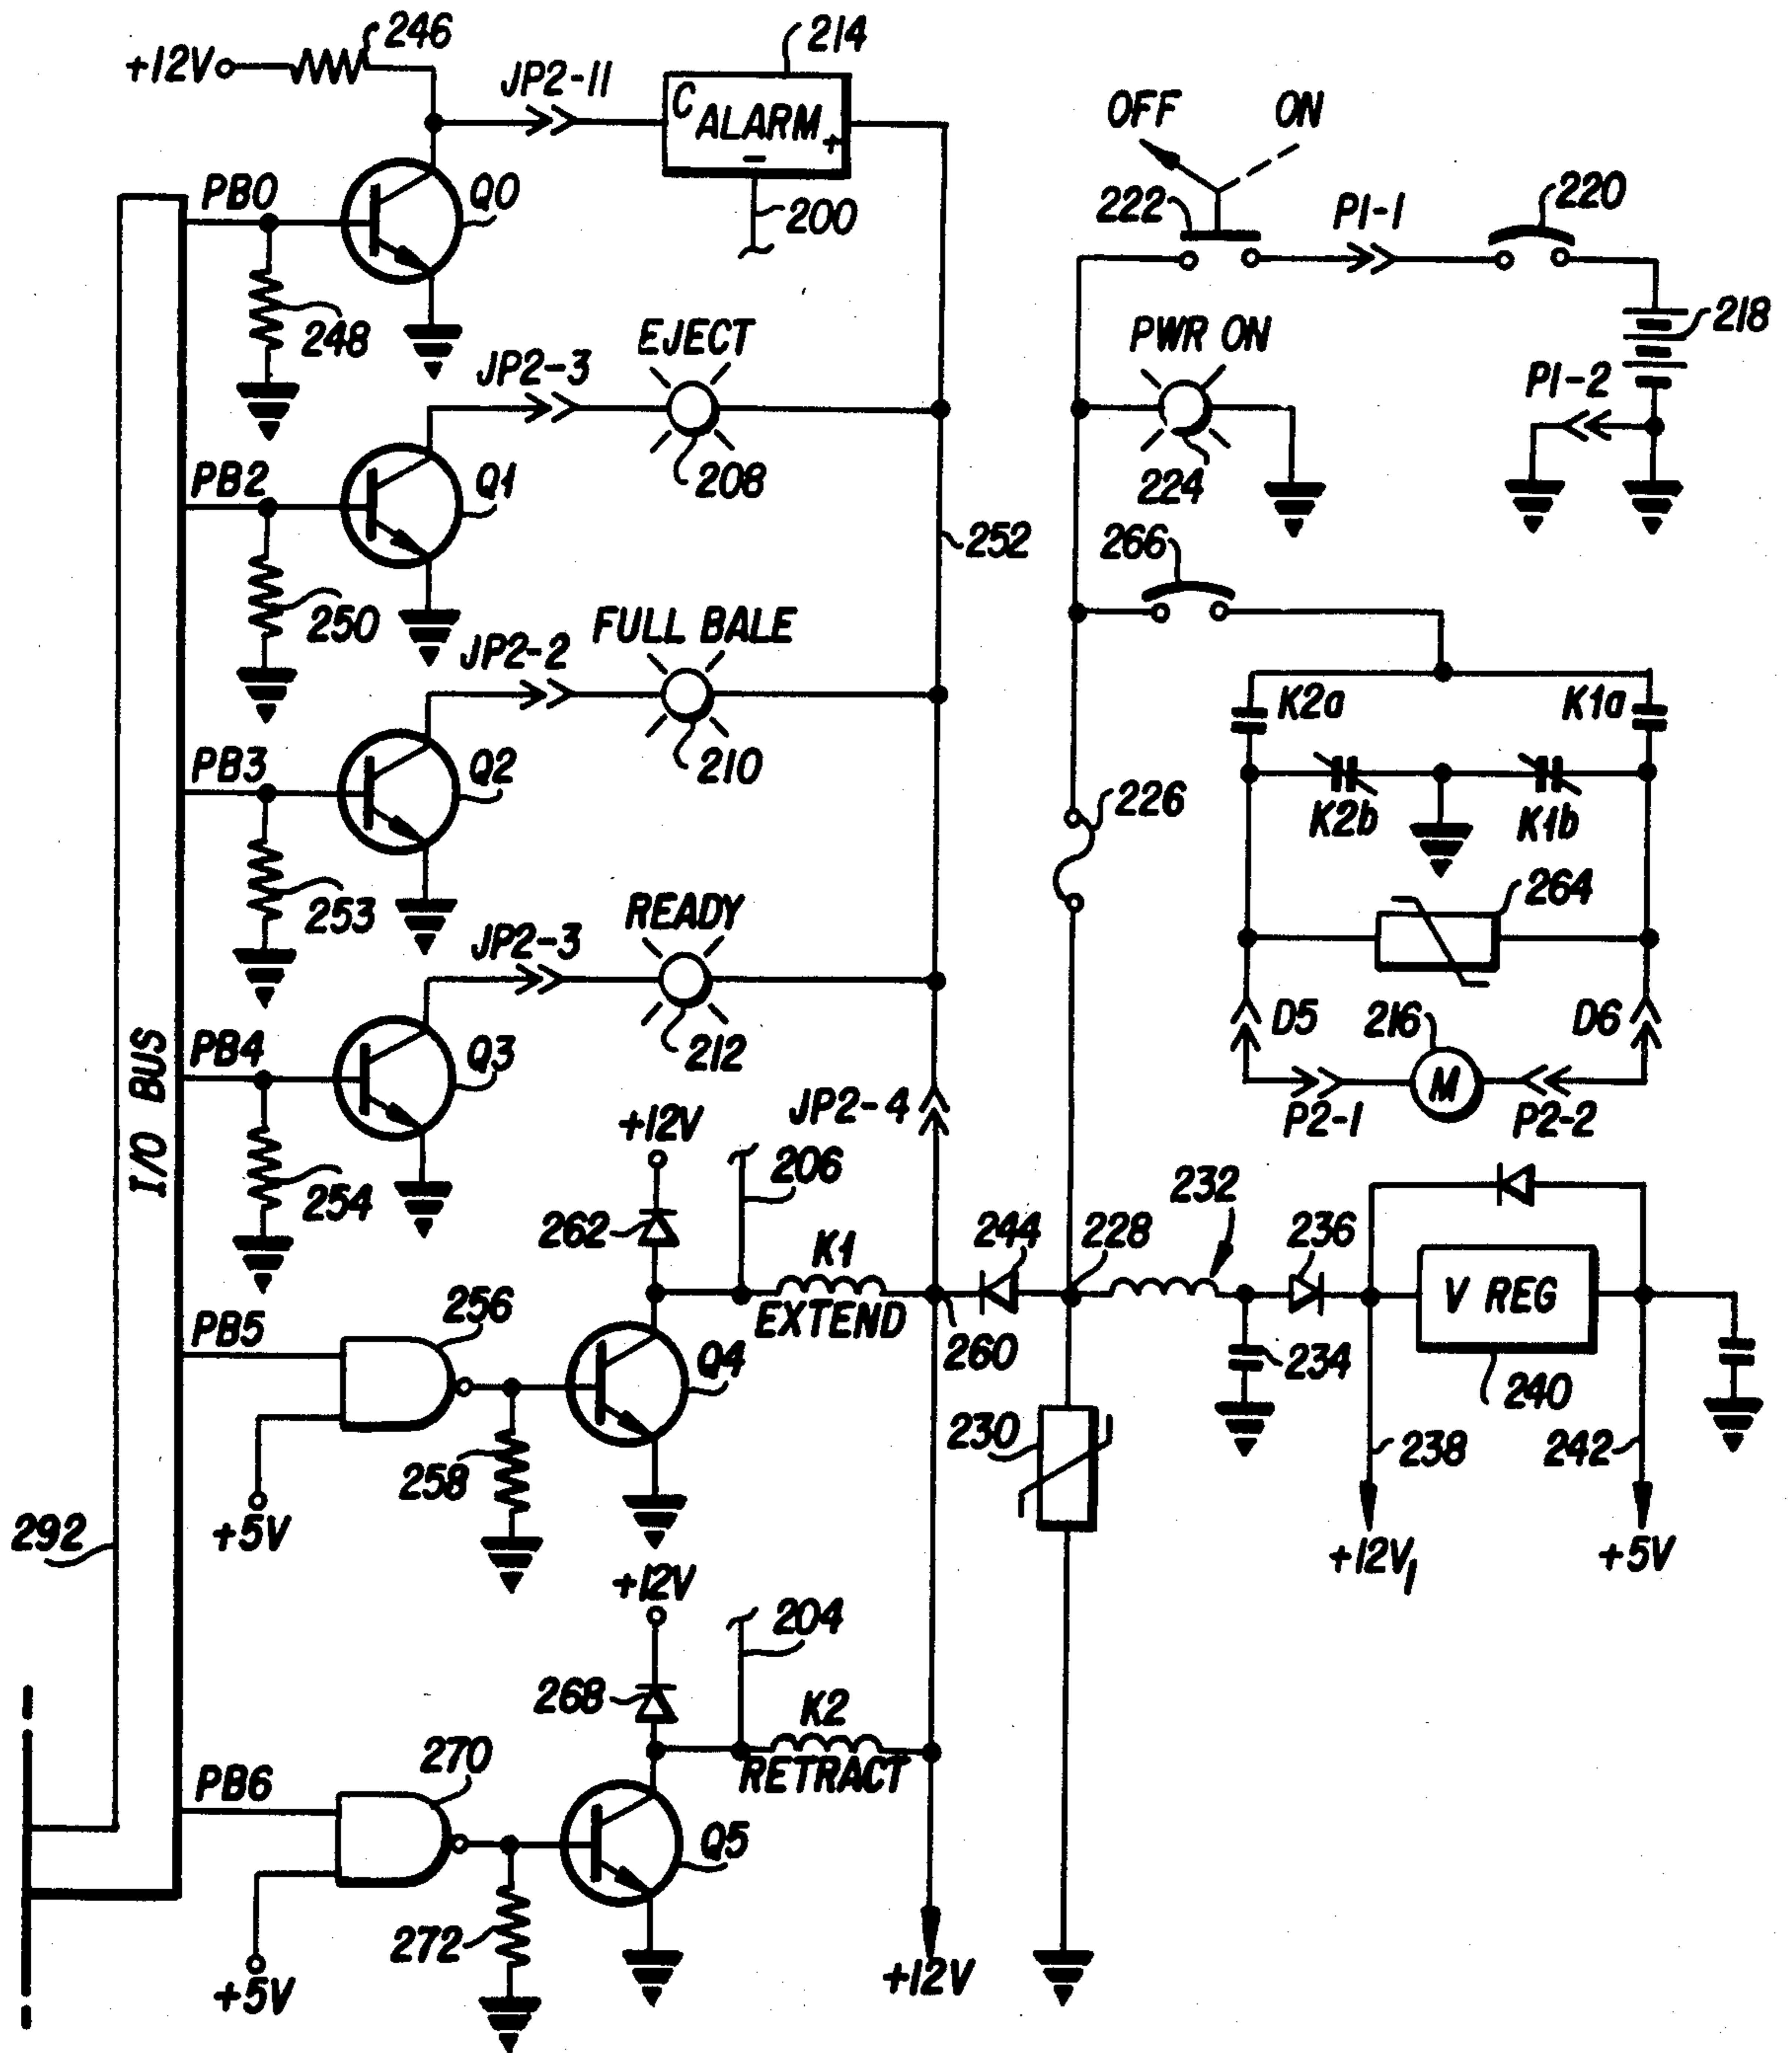 246
+12V
JP2-11
214
C ALARM +
-
OFF
ON
PB0
Q0
200
222
P1-1
220
248
EJECT
JP2-3
PWR ON
218
P1-2
PB2
Q1
208
224
252
266
250
FULL BALE
JP2-2
K2a
K1a
PB3
Q2
210
226
K2b
K1b
253
READY
264
JP2-3
I/O BUS
PB4
Q3
212
D5
216
D6
M
JP2-4
P2-1
P2-2
+12V
206
254
232
262
K1
244
228
236
EXTEND
V REG
PB5
256
Q4
260
234
240
230
258
238
242
292
+5V
+12V1
+5V
+12V
204
268
K2
RETRACT
PB6
270
Q5
272
+5V
+12V